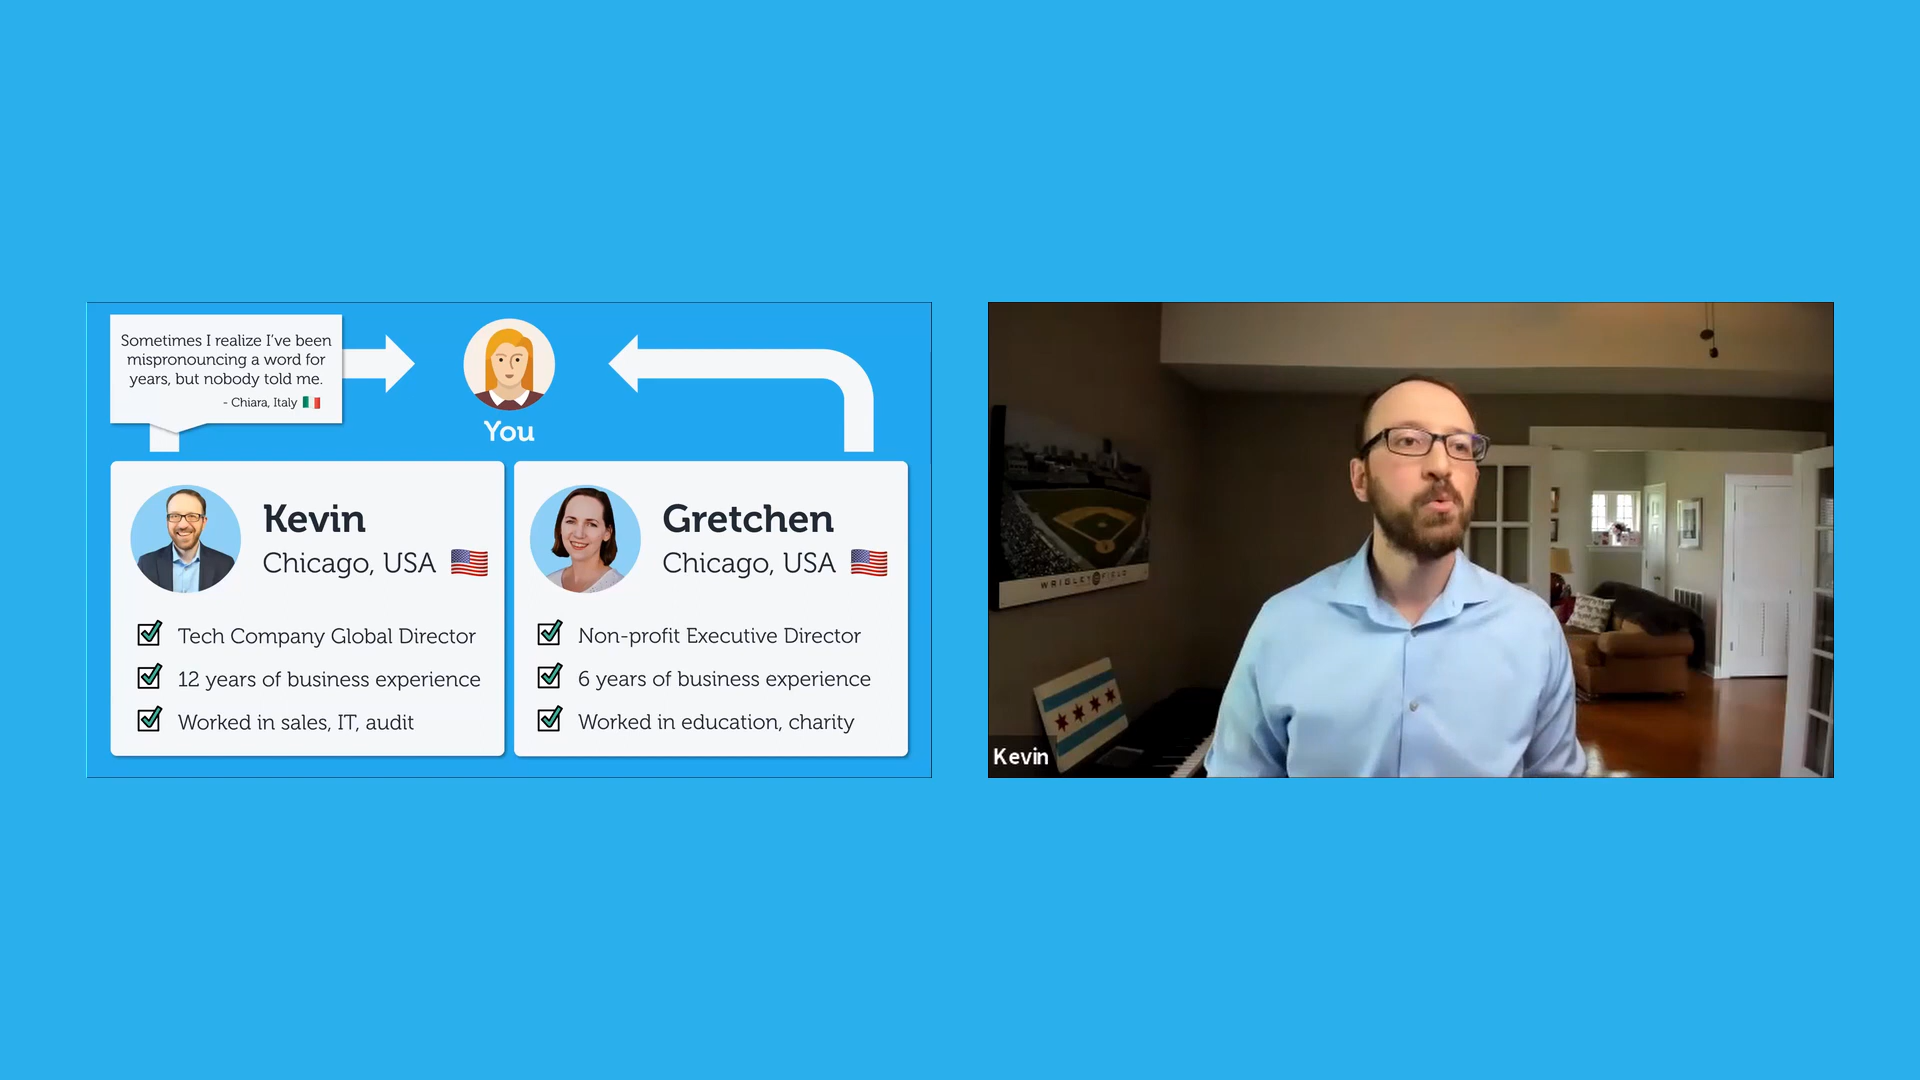 Sometimes I realize I've been
mispronouncing a word for
years, but nobody told me.
- Chiara, Italy
You
Kevin
Chicago, USA
Tech Company Global Director
12 years of business experience
Worked in sales, IT, audit
Gretchen
Chicago, USA
Non-profit Executive Director
6 years of business experience
Worked in education, charity
WRIGLEY FIELD
Kevin